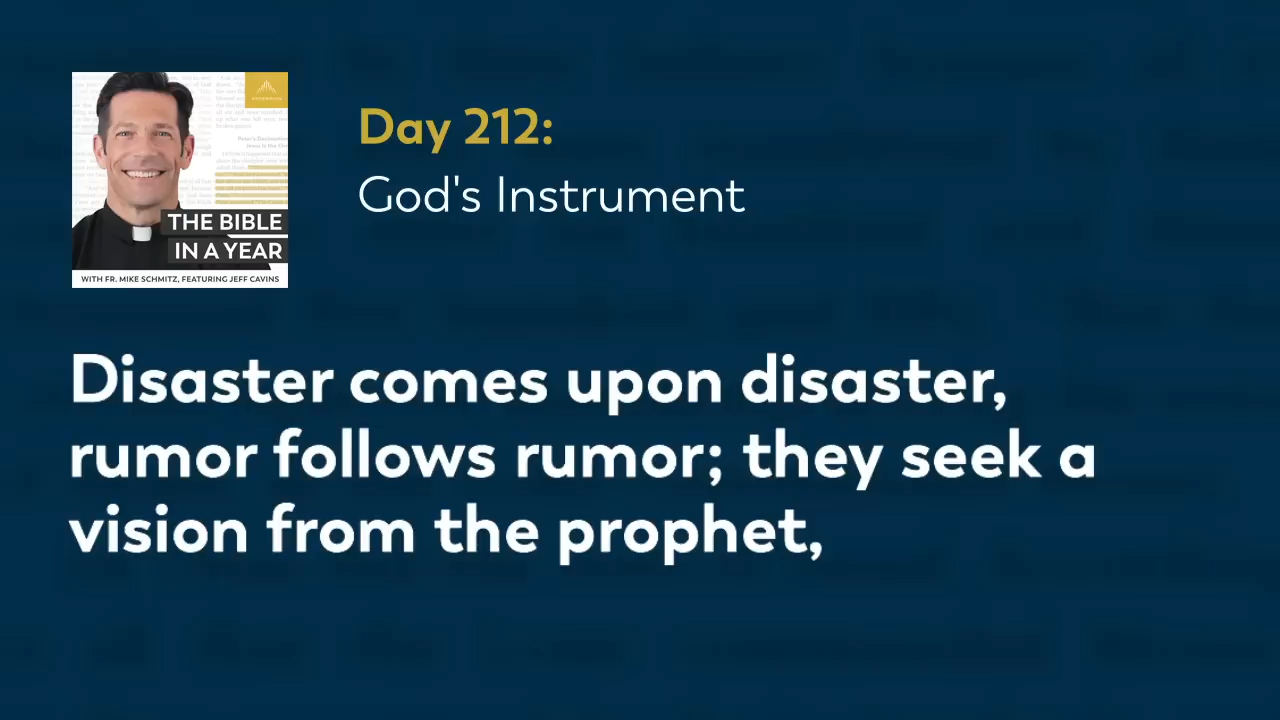 Day 212:
God's Instrument
THE BIBLE
IN A YEAR
WITH FR. MIKE SCHMITZ, FEATURING JEFF CAVINS
Disaster comes upon disaster,
rumor follows rumor; they seek a
vision from the prophet,